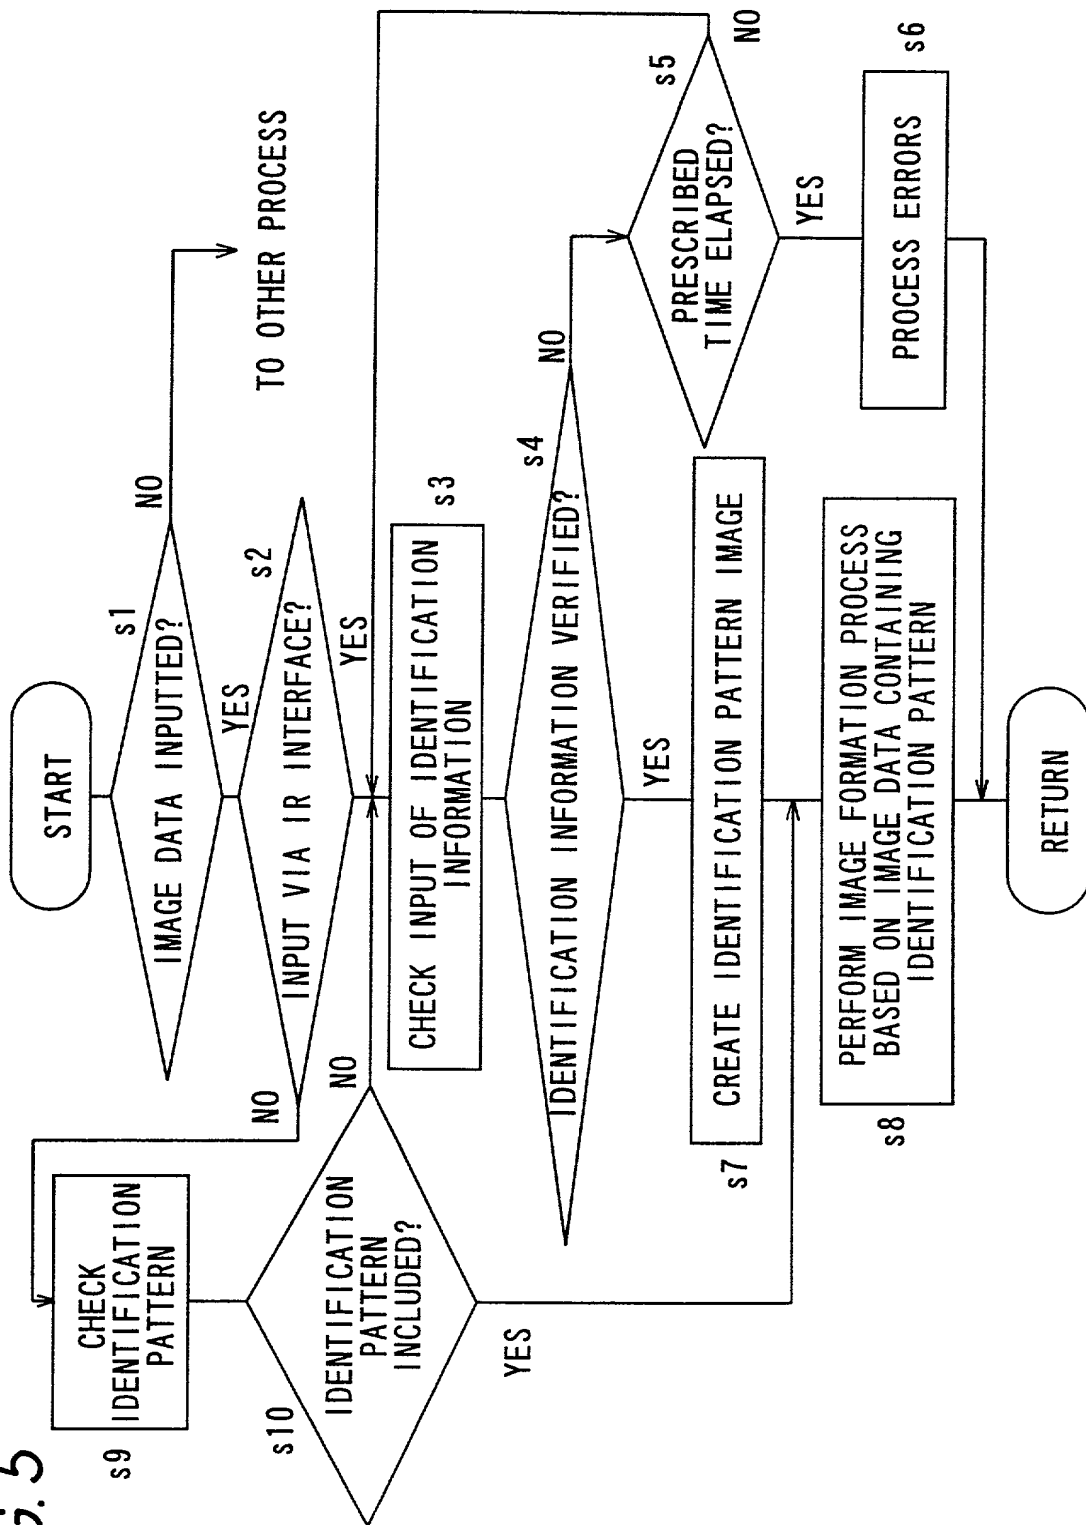 G. 5
START
IMAGE DATA INPUTTED?
s1
NO
TO OTHER PROCESS
YES
INPUT VIA IR INTERFACE?
s2
NO
YES
CHECK
IDENTIFICATION
PATTERN
s9
IDENTIFICATION
PATTERN
INCLUDED?
s10
NO
YES
CHECK INPUT OF IDENTIFICATION
INFORMATION
s3
IDENTIFICATION INFORMATION VERIFIED?
s4
NO
YES
PRESCRIBED
TIME ELAPSED?
s5
NO
YES
PROCESS ERRORS
s6
CREATE IDENTIFICATION PATTERN IMAGE
s7
PERFORM IMAGE FORMATION PROCESS
BASED ON IMAGE DATA CONTAINING
IDENTIFICATION PATTERN
s8
RETURN